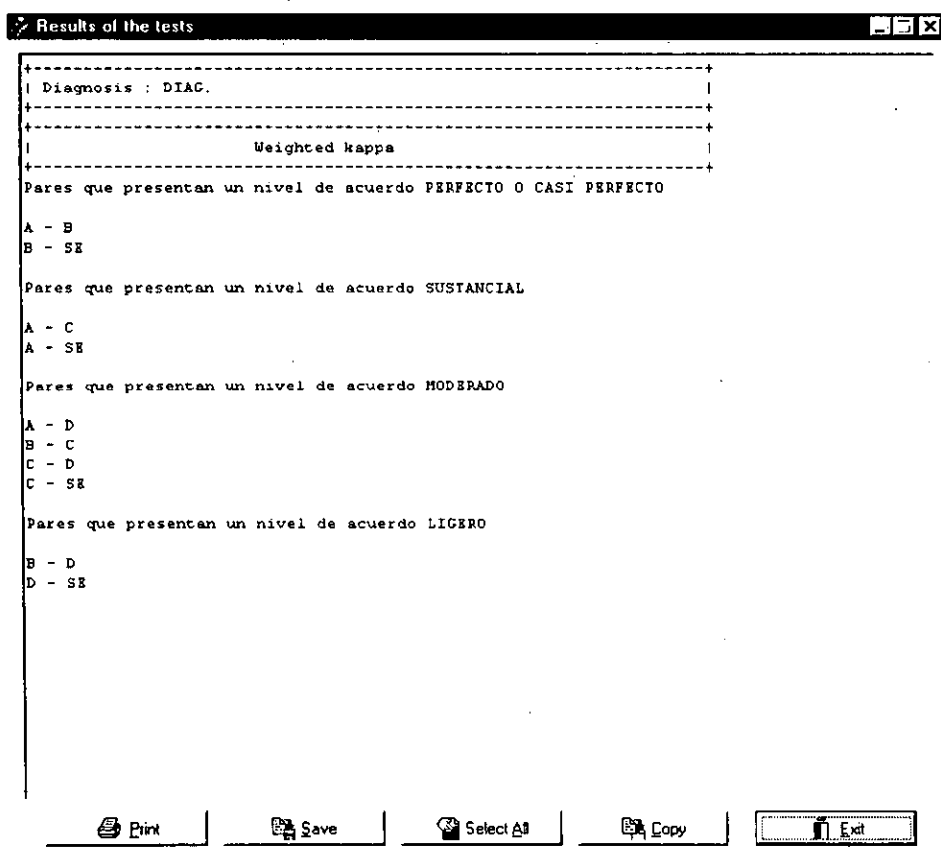 Results of the tests
Diagnosis : DIAG.
Weighted kappa
Pares que presentan un nivel de acuerdo PERFECTO O CASI PERFECTO
A - B
B - SE
Pares que presentan un nivel de acuerdo SUSTANCIAL
A - C
A - SE
Pares que presentan un nivel de acuerdo MODERADO
A - D
B - C
C - D
C - SE
Pares que presentan un nivel de acuerdo LIGERO
B - D
D - SE
Print Save Select All Copy Exit